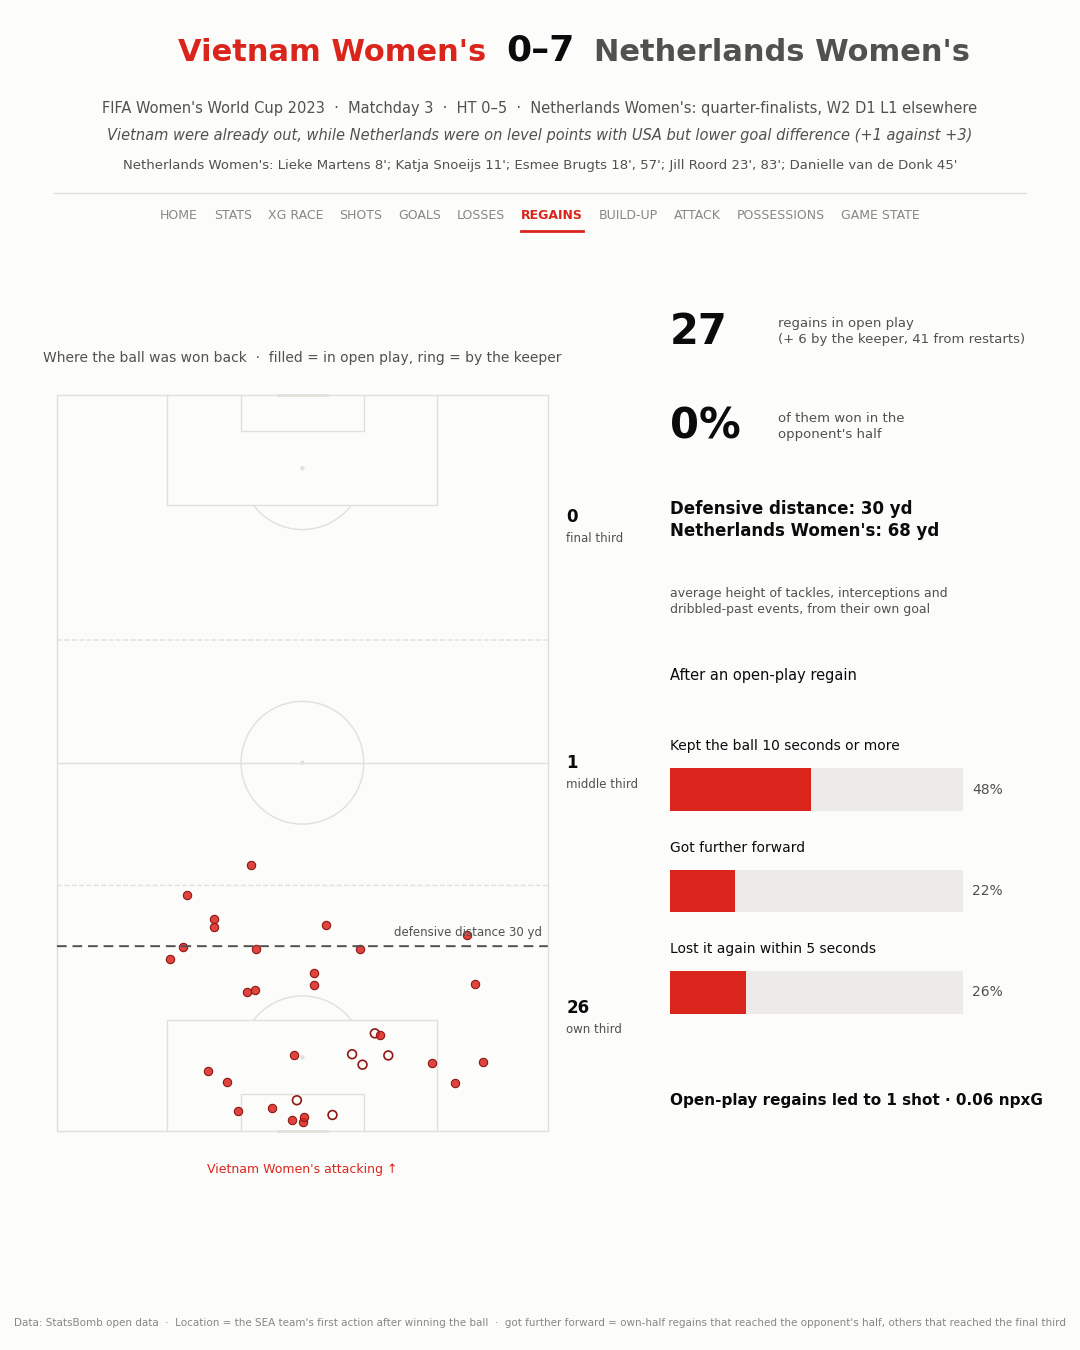 Vietnam Women's 0–7 Netherlands Women's
FIFA Women's World Cup 2023 · Matchday 3 · HT 0–5 · Netherlands Women's: quarter-finalists, W2 D1 L1 elsewhere
Vietnam were already out, while Netherlands were on level points with USA but lower goal difference (+1 against +3)
Netherlands Women's: Lieke Martens 8'; Katja Snoeijs 11'; Esmee Brugts 18', 57'; Jill Roord 23', 83'; Danielle van de Donk 45'
HOME STATS XG RACE SHOTS GOALS LOSSES REGAINS BUILD-UP ATTACK POSSESSIONS GAME STATE
Where the ball was won back · filled = in open play, ring = by the keeper
0
final third
1
middle third
defensive distance 30 yd
26
own third
Vietnam Women's attacking ↑
27
regains in open play
(+ 6 by the keeper, 41 from restarts)
0%
of them won in the
opponent's half
Defensive distance: 30 yd
Netherlands Women's: 68 yd
average height of tackles, interceptions and
dribbled-past events, from their own goal
After an open-play regain
Kept the ball 10 seconds or more
48%
Got further forward
22%
Lost it again within 5 seconds
26%
Open-play regains led to 1 shot · 0.06 npxG
Data: StatsBomb open data · Location = the SEA team's first action after winning the ball · got further forward = own-half regains that reached the opponent's half, others that reached the final third